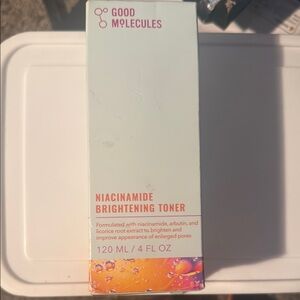 GOOD
MOLECULES
NIACINAMIDE
BRIGHTENING TONER
Formulated with niacinamide, arbutin, and
licorice root extract to brighten and
improve appearance of enlarged pores
120 ML / 4 FL OZ